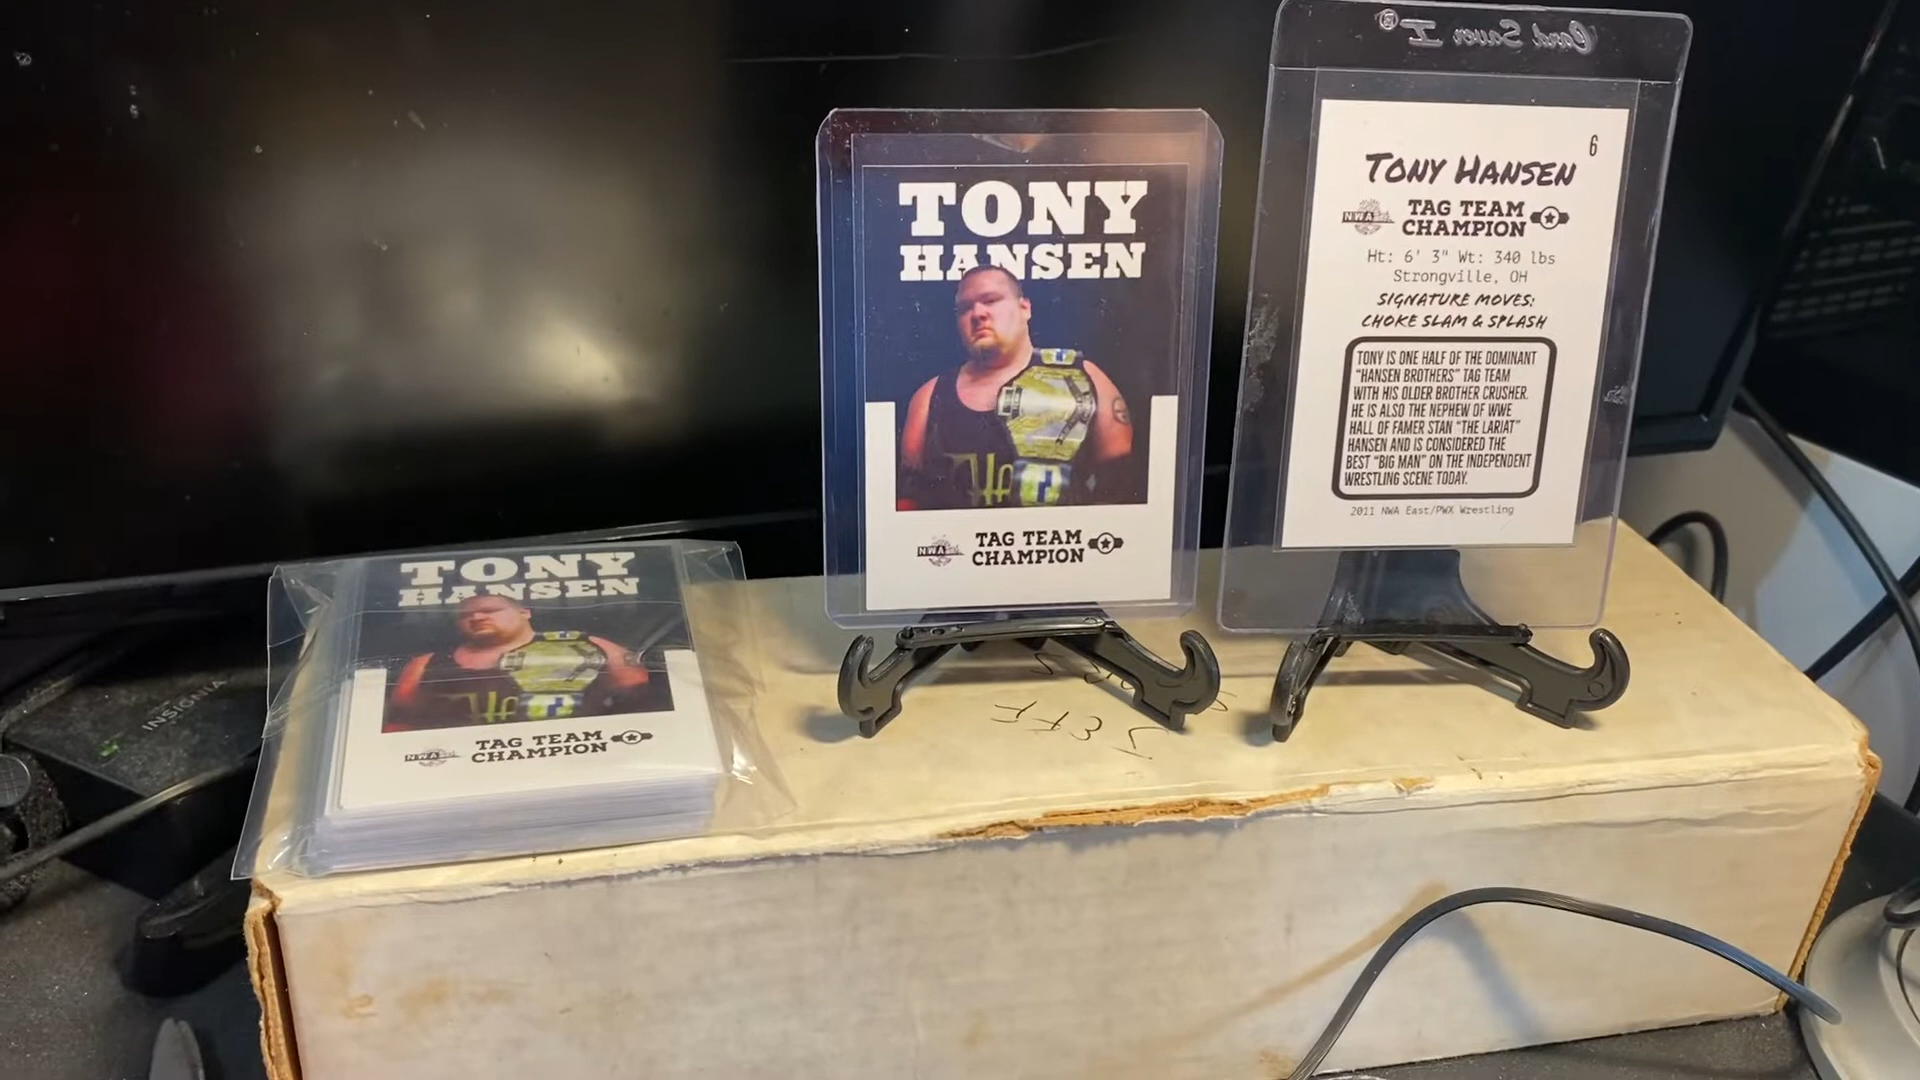 Card Saver I®
TONY
HANSEN
NWA
TAG TEAM
CHAMPION
6
TONY HANSEN
NWA
TAG TEAM
CHAMPION
Ht: 6' 3" Wt: 340 lbs
Strongville, OH
SIGNATURE MOVES:
CHOKE SLAM & SPLASH
TONY IS ONE HALF OF THE DOMINANT
"HANSEN BROTHERS" TAG TEAM
WITH HIS OLDER BROTHER CRUSHER.
HE IS ALSO THE NEPHEW OF WWE
HALL OF FAMER STAN "THE LARIAT"
HANSEN AND IS CONSIDERED THE
BEST "BIG MAN" ON THE INDEPENDENT
WRESTLING SCENE TODAY.
2011 NWA East/PWX Wrestling
TONY
HANSEN
NWA
TAG TEAM
CHAMPION
INSIGNIA
JEFF